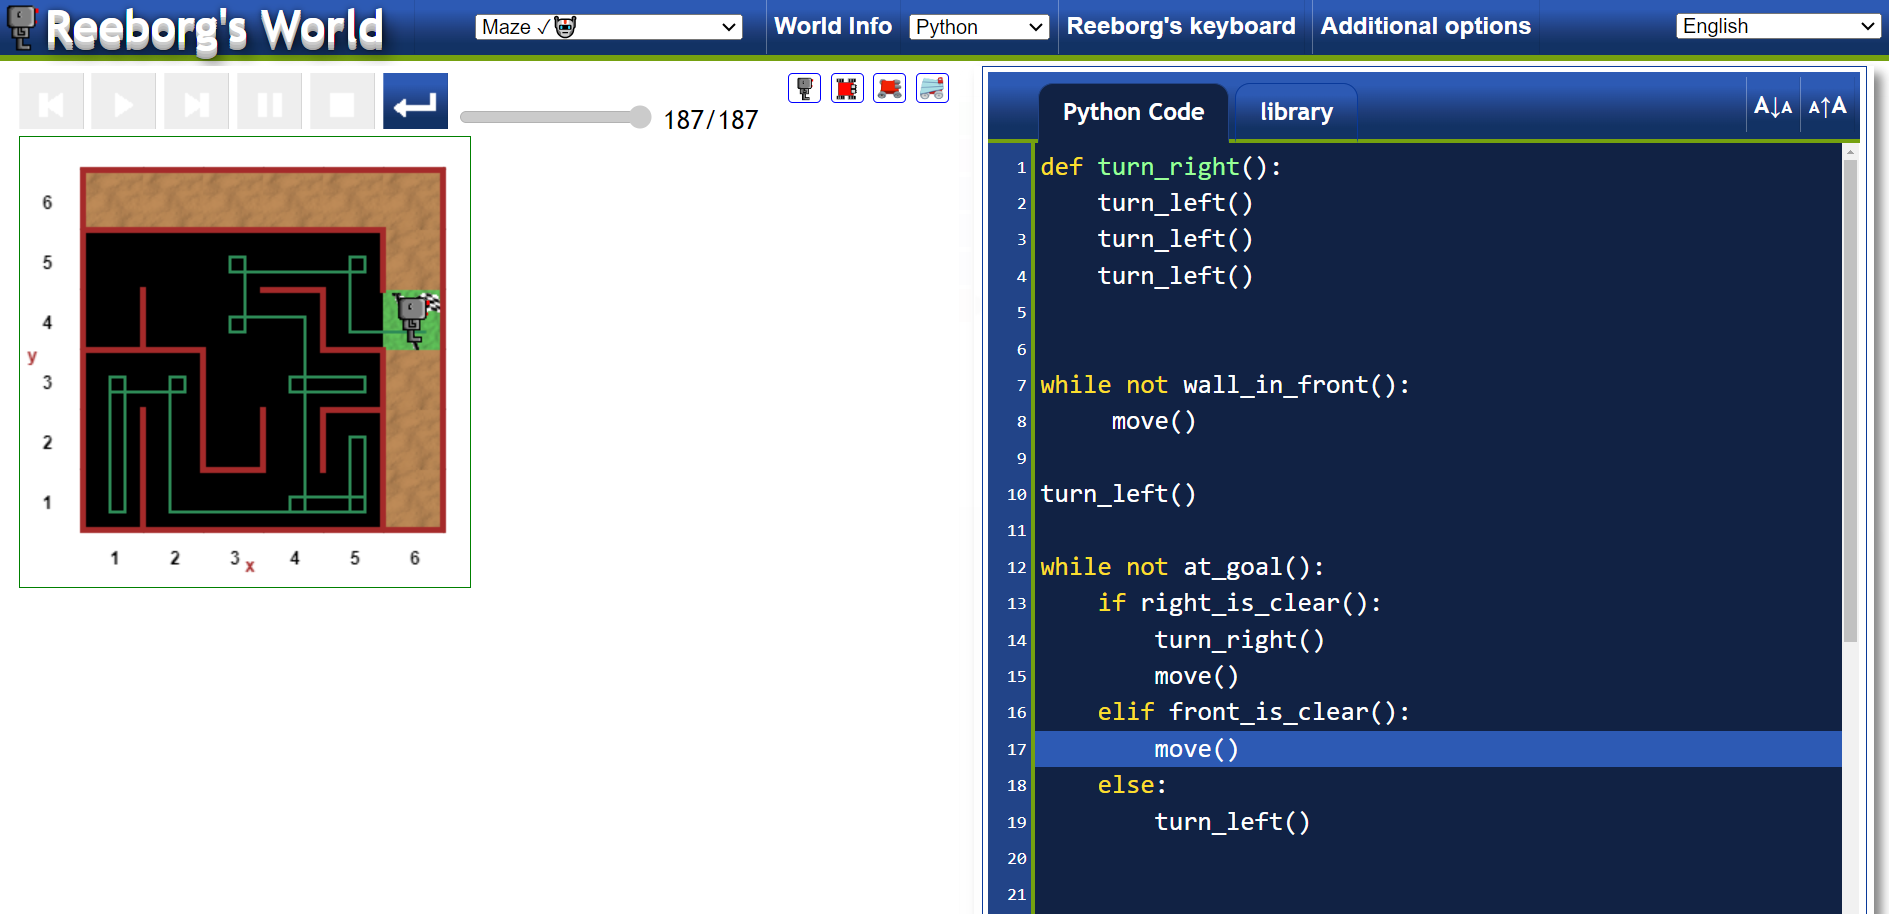 Reeborg's World
Maze ✓
World Info
Python
Reeborg's keyboard
Additional options
English
187/187
6
5
4
y
3
2
1
1 2 3 x 4 5 6
Python Code
library
A↓A
A↑A
1 def turn_right():
2     turn_left()
3     turn_left()
4     turn_left()
5
6
7 while not wall_in_front():
8      move()
9
10 turn_left()
11
12 while not at_goal():
13     if right_is_clear():
14         turn_right()
15         move()
16     elif front_is_clear():
17         move()
18     else:
19         turn_left()
20
21